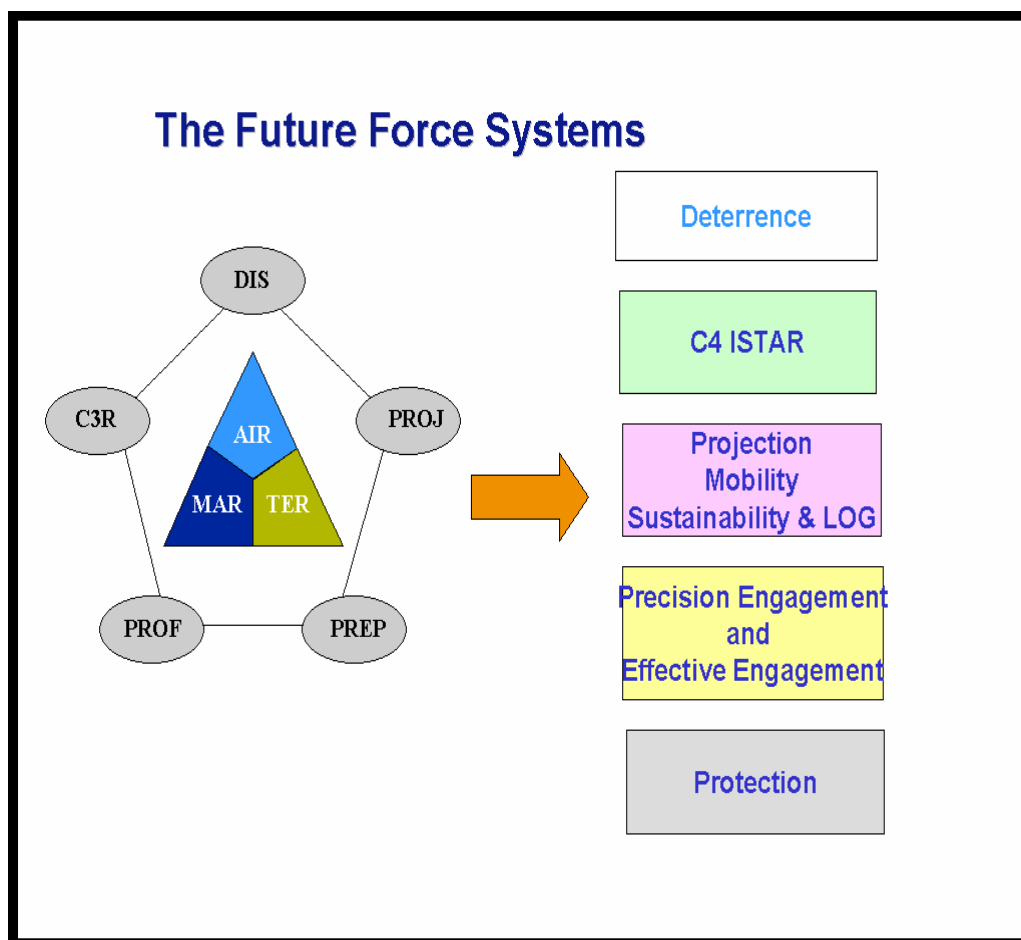 The Future Force Systems
DIS
C3R
PROJ
AIR
MAR
TER
PROF
PREP
Deterrence
C4 ISTAR
Projection
Mobility
Sustainability & LOG
Precision Engagement
and
Effective Engagement
Protection